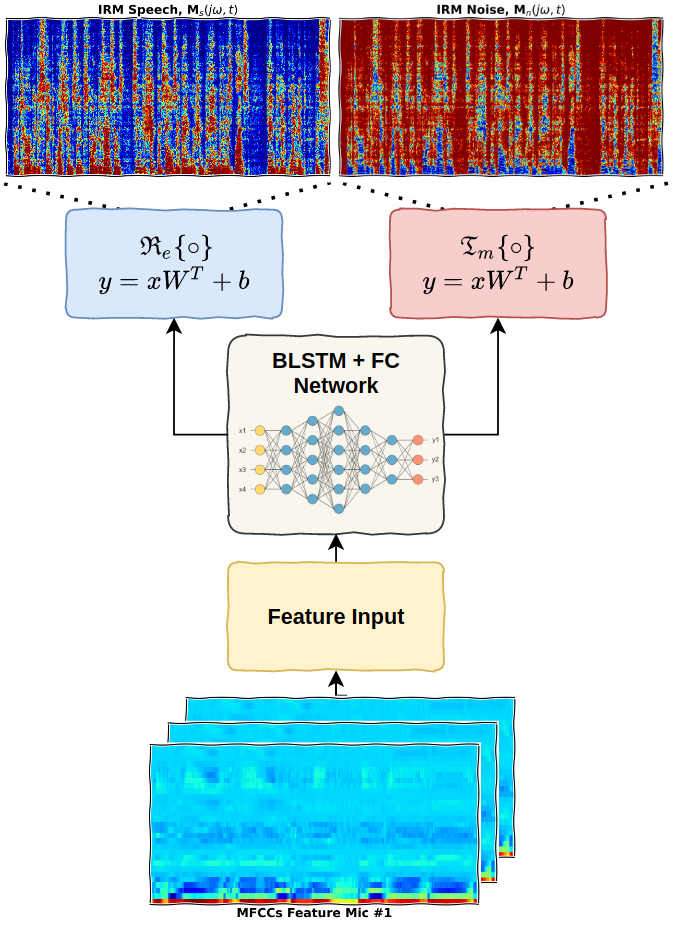 IRM Speech, Mₛ(jω, t)
IRM Noise, Mₙ(jω, t)
ℜₑ{∘}
y = xWᵀ + b
𝔗ₘ{∘}
y = xWᵀ + b
BLSTM + FC
Network
x1
x2
x3
x4
y1
y2
y3
Feature Input
MFCCs Feature Mic #1